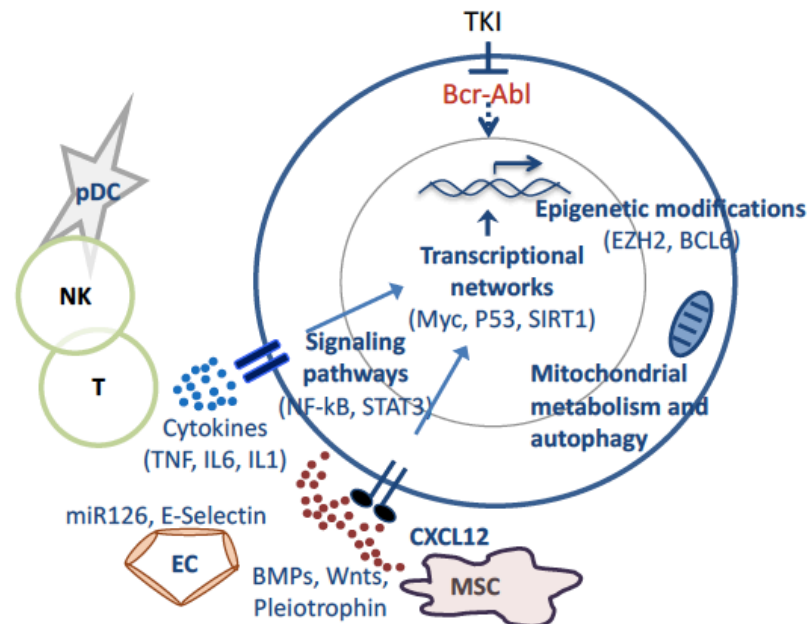 TKI
Bcr-Abl
pDC
Epigenetic modifications
(EZH2, BCL6)
NK
Transcriptional
networks
(Myc, P53, SIRT1)
Signaling
pathways
(NF-kB, STAT3)
T
Mitochondrial
metabolism and
autophagy
Cytokines
(TNF, IL6, IL1)
miR126, E-Selectin
CXCL12
EC
BMPs, Wnts,
Pleiotrophin
MSC